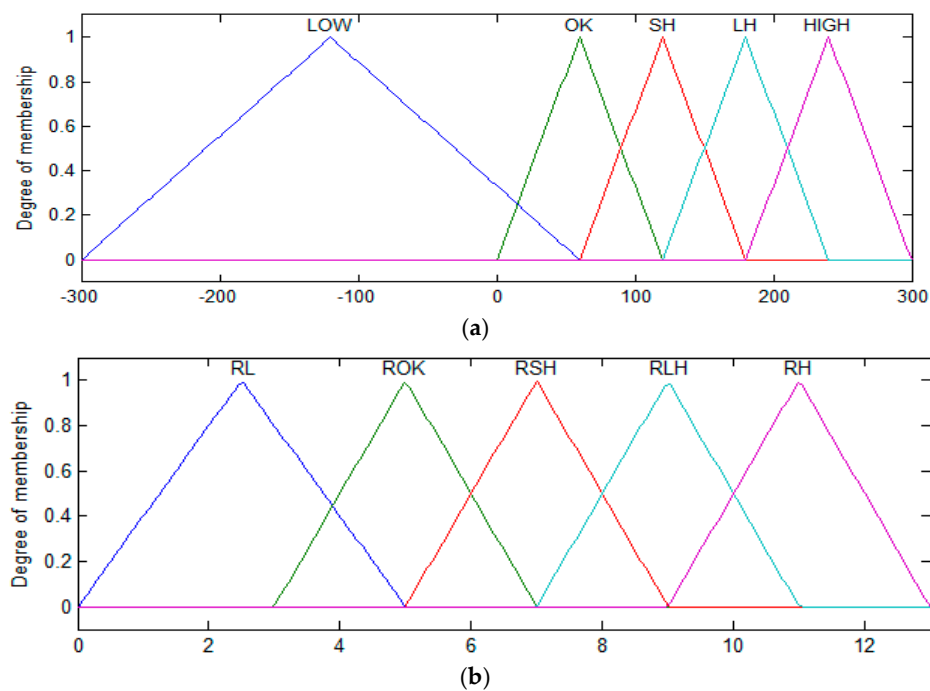 LOW OK SH LH HIGH
1
0.8
0.6
0.4
0.2
0
Degree of membership
-300 -200 -100 0 100 200 300
(a)
RL ROK RSH RLH RH
1
0.8
0.6
0.4
0.2
0
Degree of membership
0 2 4 6 8 10 12
(b)